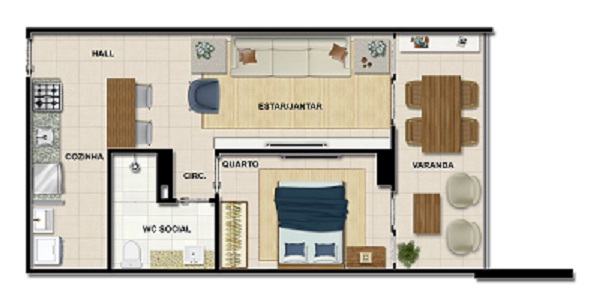 HALL
ESTAR/JANTAR
COZINHA
QUARTO
VARANDA
CIRC.
WC SOCIAL